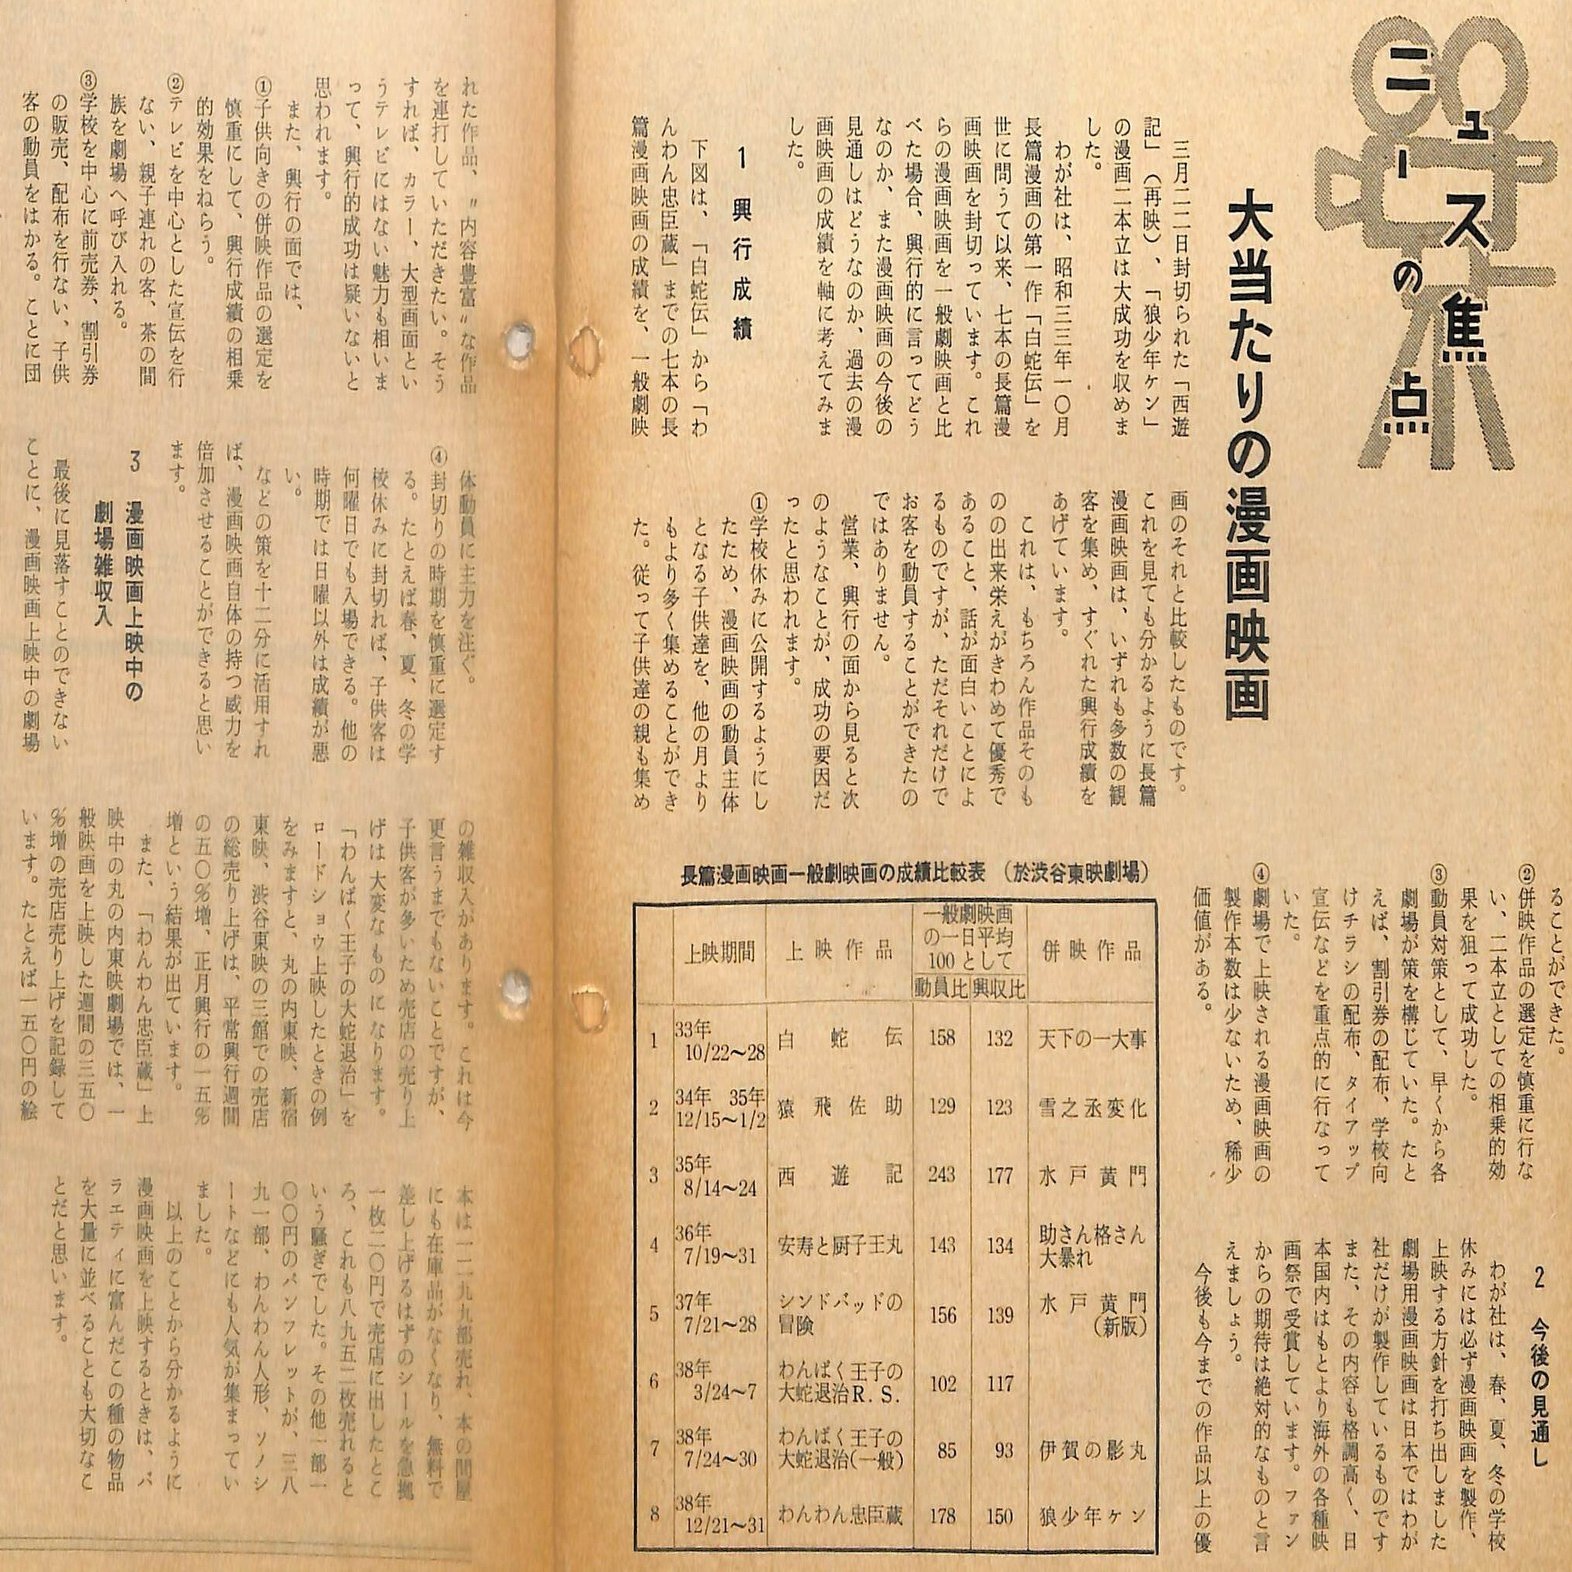 ニュースの焦点
大当たりの漫画映画
三月二二日封切られた「西遊
記」（再映）、「狼少年ケン」
の漫画二本立は大成功を収めま
した。
わが社は、昭和三三年一〇月
長篇漫画の第一作「白蛇伝」を
世に問うて以来、七本の長篇漫
画映画を封切っています。これ
らの漫画映画を一般劇映画と比
べた場合、興行的に言ってどう
なのか、また漫画映画の今後の
見通しはどうなのか、過去の漫
画映画の成績を軸に考えてみま
した。
1 興行成績
下図は、「白蛇伝」から「わ
んわん忠臣蔵」までの七本の長
篇漫画映画の成績を、一般劇映
画のそれと比較したものです。
これを見ても分かるように長篇
漫画映画は、いずれも多数の観
客を集め、すぐれた興行成績を
あげています。
これは、もちろん作品そのも
のの出来栄えがきわめて優秀で
あること、話が面白いことによ
るものですが、ただそれだけで
お客を動員することができたの
ではありません。
営業、興行の面から見ると次
のようなことが、成功の要因だ
ったと思われます。
①学校休みに公開するようにし
たため、漫画映画の動員主体
となる子供達を、他の月より
もより多く集めることができ
た。従って子供達の親も集め
ることができた。
②併映作品の選定を慎重に行な
い、二本立としての相乗的効
果を狙って成功した。
③動員対策として、早くから各
劇場が策を構じていた。たと
えば、割引券の配布、学校向
けチラシの配布、タイアップ
宣伝などを重点的に行なって
いた。
④劇場で上映される漫画映画の
製作本数は少ないため、稀少
価値がある。
長篇漫画映画一般劇映画の成績比較表（於渋谷東映劇場）
上映期間 上映作品 一般劇映画の一日平均100として 動員比 興収比 併映作品
1 33年 10/22〜28 白蛇伝 158 132 天下の一大事
2 34年 35年 12/15〜1/2 猿飛佐助 129 123 雪之丞変化
3 35年 8/14〜24 西遊記 243 177 水戸黄門
4 36年 7/19〜31 安寿と厨子王丸 143 134 助さん格さん大暴れ
5 37年 7/21〜28 シンドバッドの冒険 156 139 水戸黄門（新版）
6 38年 3/24〜7 わんぱく王子の大蛇退治R.S. 102 117
7 38年 7/24〜30 わんぱく王子の大蛇退治(一般) 85 93 伊賀の影丸
8 38年 12/21〜31 わんわん忠臣蔵 178 150 狼少年ケン
2 今後の見通し
わが社は、春、夏、冬の学校
休みには必ず漫画映画を製作、
上映する方針を打ち出しました
劇場用漫画映画は日本ではわが
社だけが製作しているものです
また、その内容も格調高く、日
本国内はもとより海外の各種映
画祭で受賞しています。ファン
からの期待は絶対的なものと言
えましょう。
今後も今までの作品以上の優
れた作品、〝内容豊富〟な作品
を連打していただきたい。そう
すれば、カラー、大型画面とい
うテレビにはない魅力も相いま
って、興行的成功は疑いないと
思われます。
また、興行の面では、
①子供向きの併映作品の選定を
慎重にして、興行成績の相乗
的効果をねらう。
②テレビを中心とした宣伝を行
ない、親子連れの客、茶の間
族を劇場へ呼び入れる。
③学校を中心に前売券、割引券
の販売、配布を行ない、子供
客の動員をはかる。ことに団
体動員に主力を注ぐ。
④封切りの時期を慎重に選定す
る。たとえば春、夏、冬の学
校休みに封切れば、子供客は
何曜日でも入場できる。他の
時期では日曜以外は成績が悪
い。
などの策を十二分に活用すれ
ば、漫画映画自体の持つ威力を
倍加させることができると思い
ます。
3 漫画映画上映中の
劇場雑収入
最後に見落すことのできない
ことに、漫画映画上映中の劇場
の雑収入があります。これは今
更言うまでもないことですが、
子供客が多いため売店の売り上
げは大変なものになります。
「わんぱく王子の大蛇退治」を
ロードショウ上映したときの例
をみますと、丸の内東映、新宿
東映、渋谷東映の三館での売店
の総売り上げは、平常興行週間
の五〇％増、正月興行の一五％
増という結果が出ています。
また、「わんわん忠臣蔵」上
映中の丸の内東映劇場では、一
般映画を上映した週間の三五〇
％増の売店売り上げを記録して
います。たとえば一五〇円の絵
本は一二九九部売れ、本の問屋
にも在庫品がなくなり、無料で
差し上げるはずのシールを急拠
一枚二〇円で売店に出したとこ
ろ、これも八九五二枚売れると
いう騒ぎでした。その他一部一
〇〇円のパンフレットが、三八
九一部、わんわん人形、ソノシ
ートなどにも人気が集まってい
ました。
以上のことから分かるように
漫画映画を上映するときは、バ
ラエティに富んだこの種の物品
を大量に並べることも大切なこ
とだと思います。